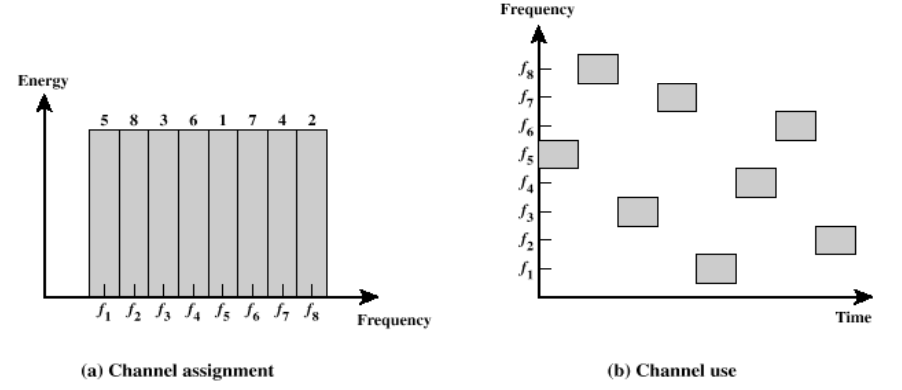 Energy
5 8 3 6 1 7 4 2
f1 f2 f3 f4 f5 f6 f7 f8
Frequency
(a) Channel assignment
Frequency
f8
f7
f6
f5
f4
f3
f2
f1
Time
(b) Channel use